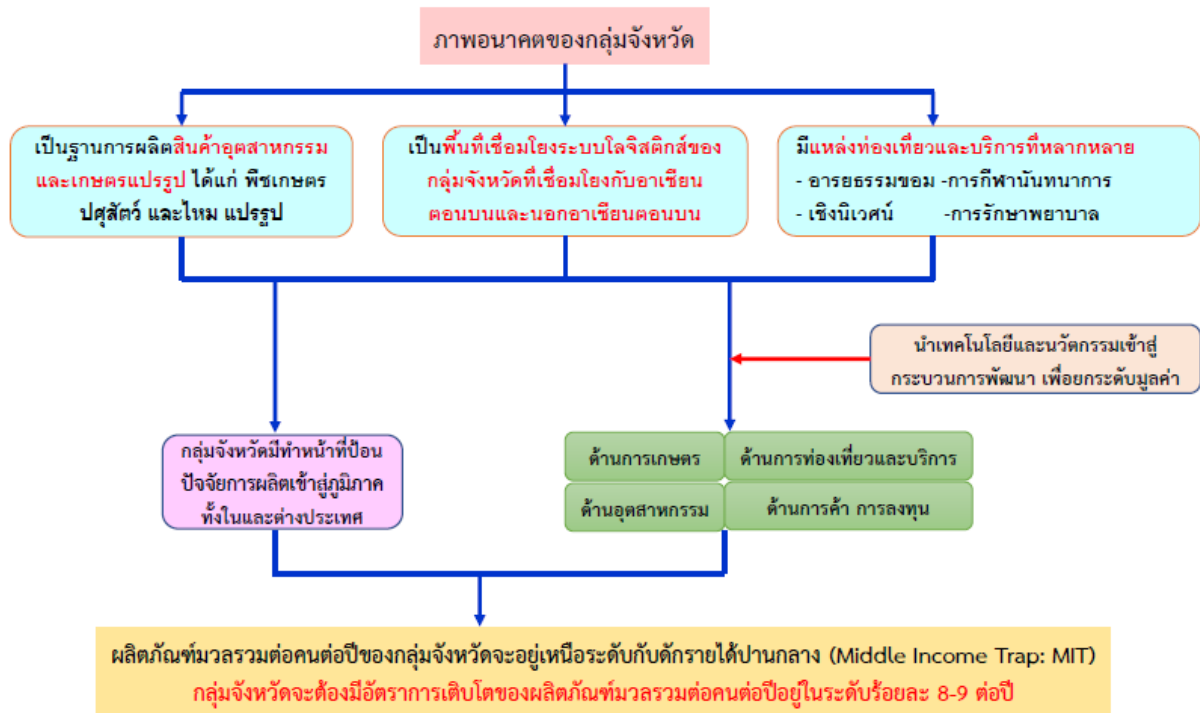 ภาพอนาคตของกลุ่มจังหวัด
เป็นฐานการผลิตสินค้าอุตสาหกรรม
และเกษตรแปรรูป ได้แก่ พืชเกษตร
ปศุสัตว์ และไหม แปรรูป
เป็นพื้นที่เชื่อมโยงระบบโลจิสติกส์ของ
กลุ่มจังหวัดที่เชื่อมโยงกับอาเซียน
ตอนบนและนอกอาเซียนตอนบน
มีแหล่งท่องเที่ยวและบริการที่หลากหลาย
- อารยธรรมขอม -การกีฬานันทนาการ
- เชิงนิเวศน์ -การรักษาพยาบาล
นำเทคโนโลยีและนวัตกรรมเข้าสู่
กระบวนการพัฒนา เพื่อยกระดับมูลค่า
กลุ่มจังหวัดมีทำหน้าที่ป้อน
ปัจจัยการผลิตเข้าสู่ภูมิภาค
ทั้งในและต่างประเทศ
ด้านการเกษตร
ด้านการท่องเที่ยวและบริการ
ด้านอุตสาหกรรม
ด้านการค้า การลงทุน
ผลิตภัณฑ์มวลรวมต่อคนต่อปีของกลุ่มจังหวัดจะอยู่เหนือระดับกับดักรายได้ปานกลาง (Middle Income Trap: MIT)
กลุ่มจังหวัดจะต้องมีอัตราการเติบโตของผลิตภัณฑ์มวลรวมต่อคนต่อปีอยู่ในระดับร้อยละ 8-9 ต่อปี